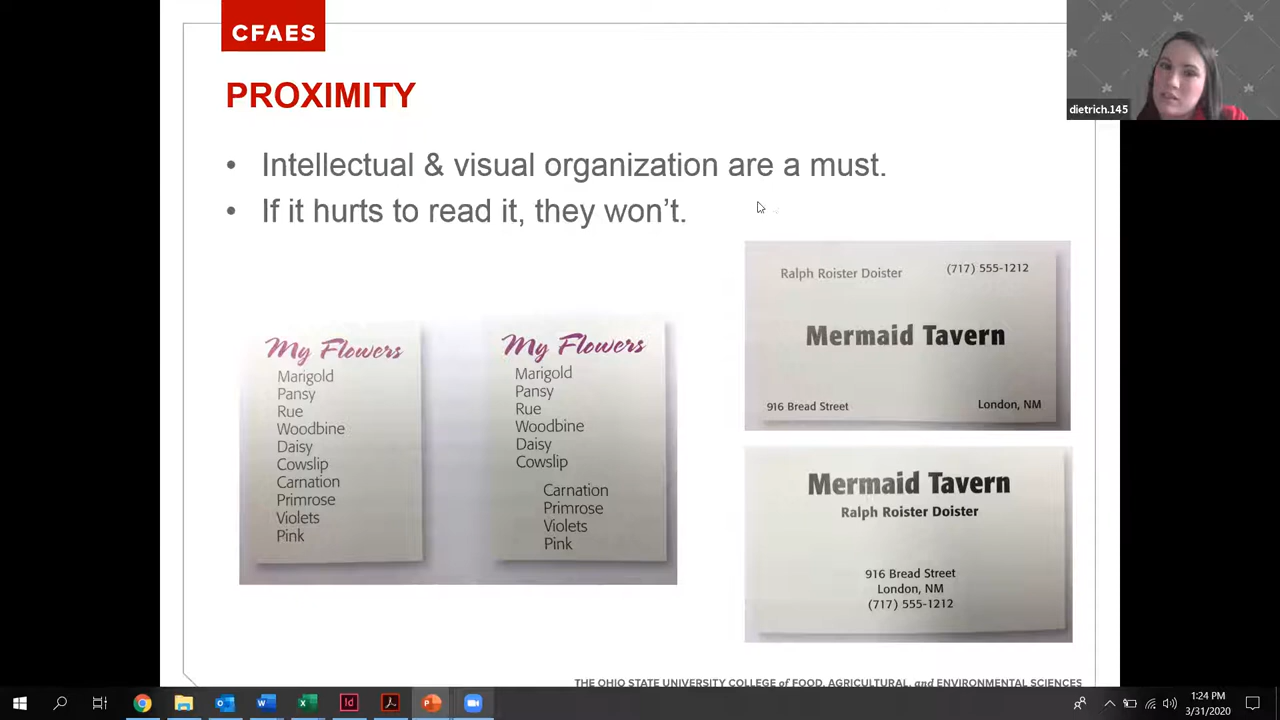 CFAES
dietrich.145
PROXIMITY
• Intellectual & visual organization are a must.
• If it hurts to read it, they won’t.
My Flowers
Marigold
Pansy
Rue
Woodbine
Daisy
Cowslip
Carnation
Primrose
Violets
Pink
My Flowers
Marigold
Pansy
Rue
Woodbine
Daisy
Cowslip
Carnation
Primrose
Violets
Pink
Ralph Roister Doister
(717) 555-1212
Mermaid Tavern
916 Bread Street
London, NM
Mermaid Tavern
Ralph Roister Doister
916 Bread Street
London, NM
(717) 555-1212
THE OHIO STATE UNIVERSITY COLLEGE of FOOD, AGRICULTURAL, and ENVIRONMENTAL SCIENCES
1:24 PM
3/31/2020